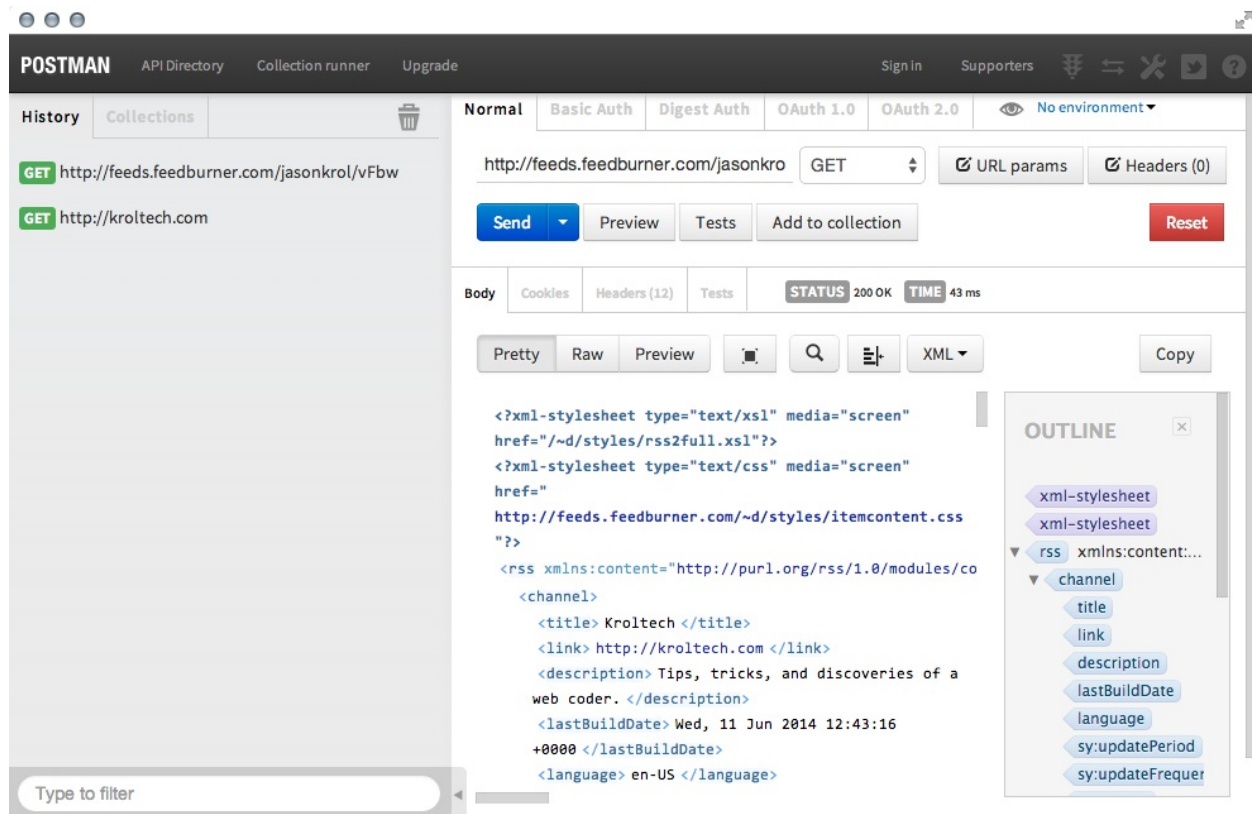 POSTMAN API Directory Collection runner Upgrade Sign in Supporters
History Collections
GET http://feeds.feedburner.com/jasonkrol/vFbw
GET http://kroltech.com
Type to filter
Normal Basic Auth Digest Auth OAuth 1.0 OAuth 2.0 No environment
http://feeds.feedburner.com/jasonkro GET URL params Headers (0)
Send Preview Tests Add to collection Reset
Body Cookies Headers (12) Tests STATUS 200 OK TIME 43 ms
Pretty Raw Preview XML Copy
<?xml-stylesheet type="text/xsl" media="screen"
href="/~d/styles/rss2full.xsl"?>
<?xml-stylesheet type="text/css" media="screen"
href="
http://feeds.feedburner.com/~d/styles/itemcontent.css
"?>
<rss xmlns:content="http://purl.org/rss/1.0/modules/co
<channel>
<title> Kroltech </title>
<link> http://kroltech.com </link>
<description> Tips, tricks, and discoveries of a
web coder. </description>
<lastBuildDate> Wed, 11 Jun 2014 12:43:16
+0000 </lastBuildDate>
<language> en-US </language>
OUTLINE
xml-stylesheet
xml-stylesheet
rss xmlns:content:...
channel
title
link
description
lastBuildDate
language
sy:updatePeriod
sy:updateFrequer